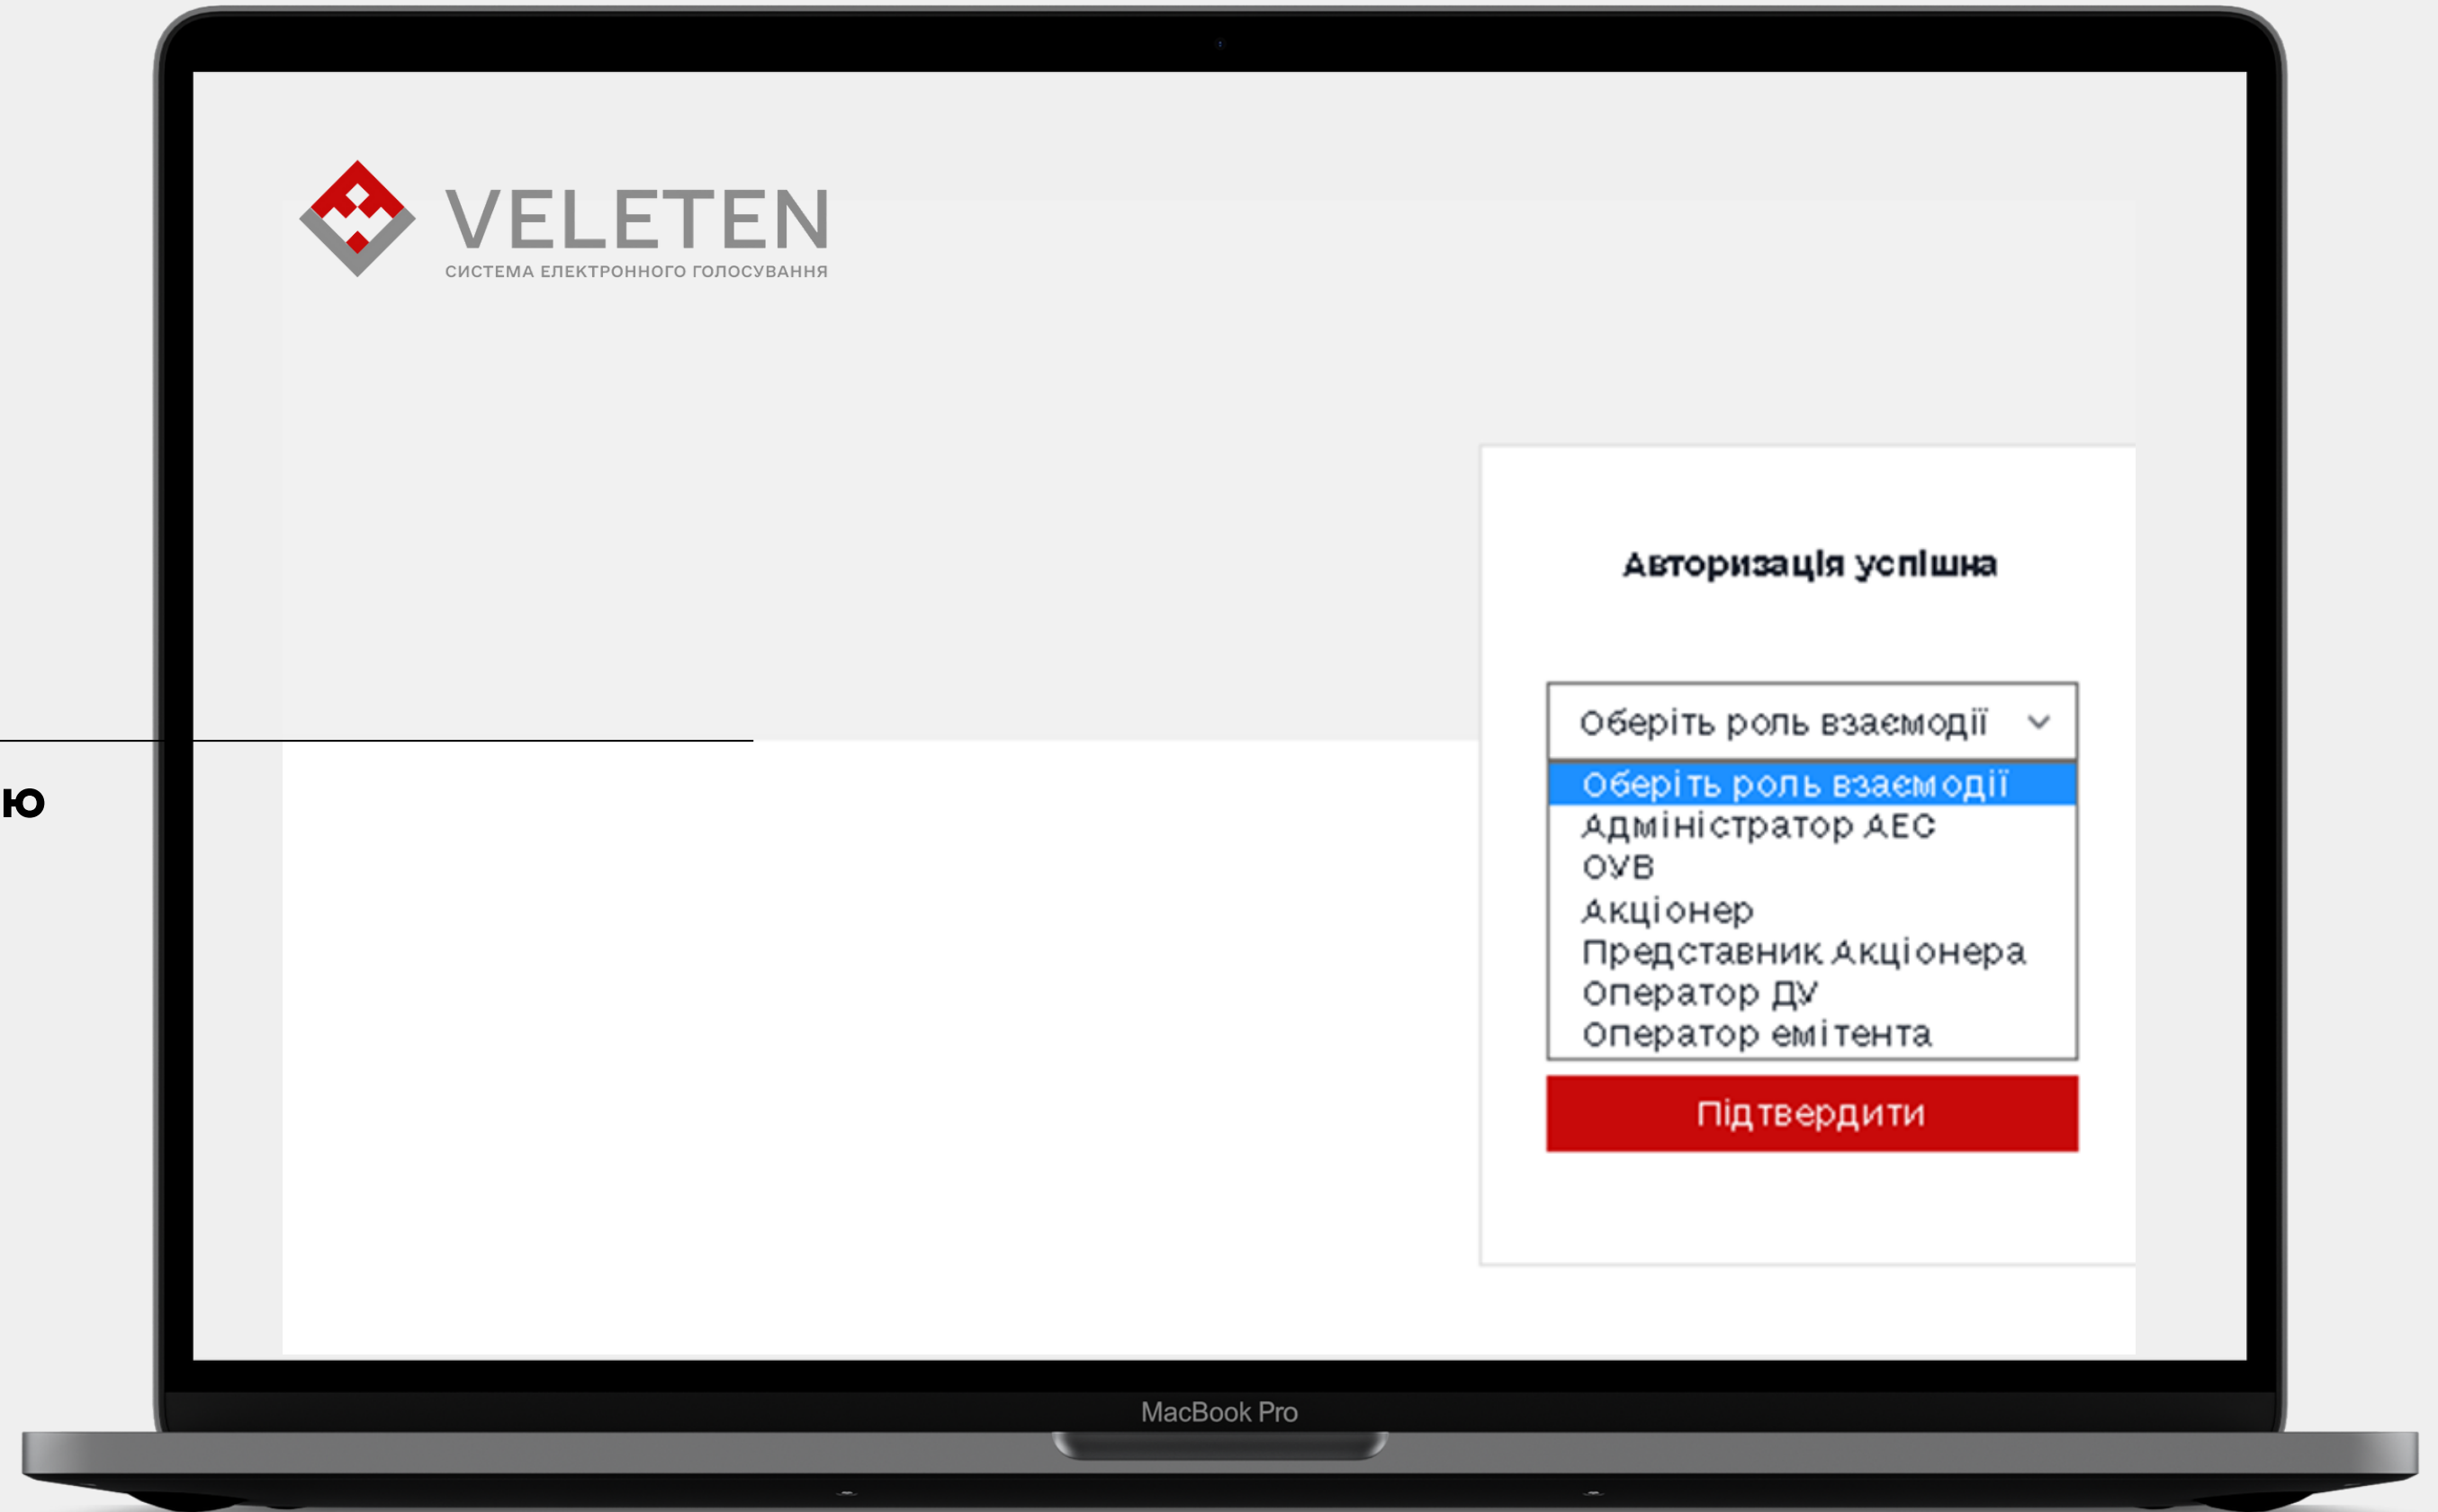 VELETEN
СИСТЕМА ЕЛЕКТРОННОГО ГОЛОСУВАННЯ
Авторизація успішна
Оберіть роль взаємодії
ю
Оберіть роль взаємодії
Адміністратор АЕС
ОУВ
Акціонер
Представник Акціонера
Оператор ДУ
Оператор емітента
Підтвердити
MacBook Pro